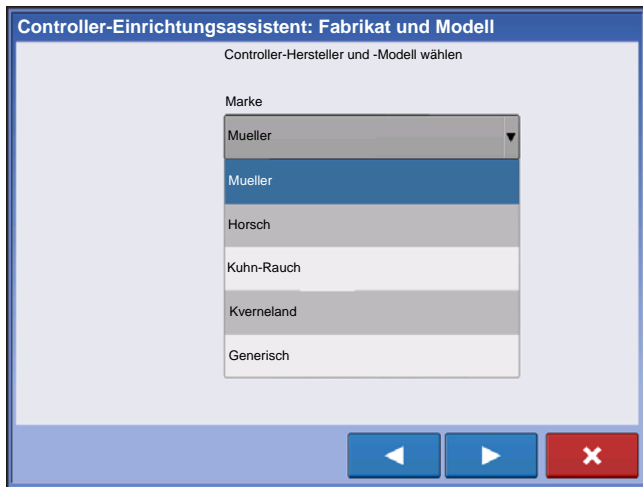 Controller-Einrichtungsassistent: Fabrikat und Modell
Controller-Hersteller und -Modell wählen
Marke
Mueller
Mueller
Horsch
Kuhn-Rauch
Kverneland
Generisch